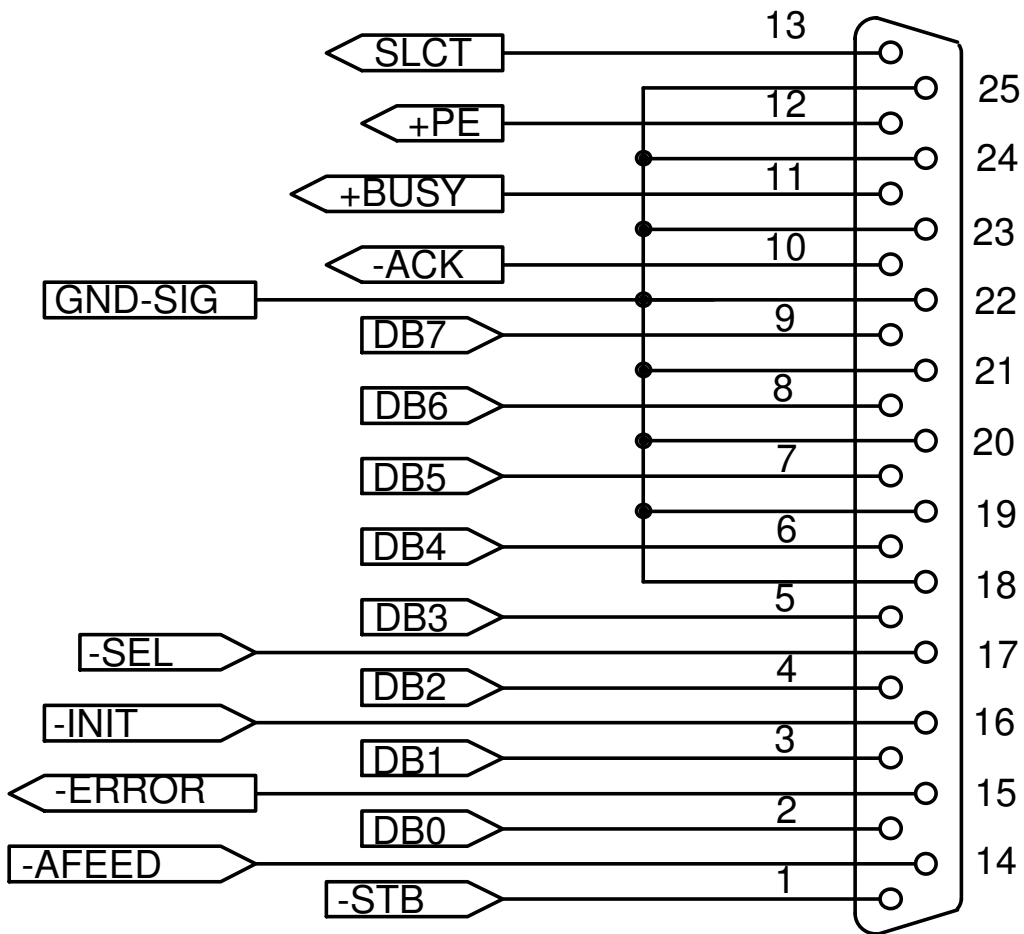 13
SLCT
25
12
+PE
24
11
+BUSY
23
10
-ACK
22
GND-SIG
9
DB7
21
8
DB6
20
7
DB5
19
6
DB4
18
5
DB3
17
-SEL
4
DB2
16
-INIT
3
DB1
15
-ERROR
2
DB0
14
-AFEED
1
-STB